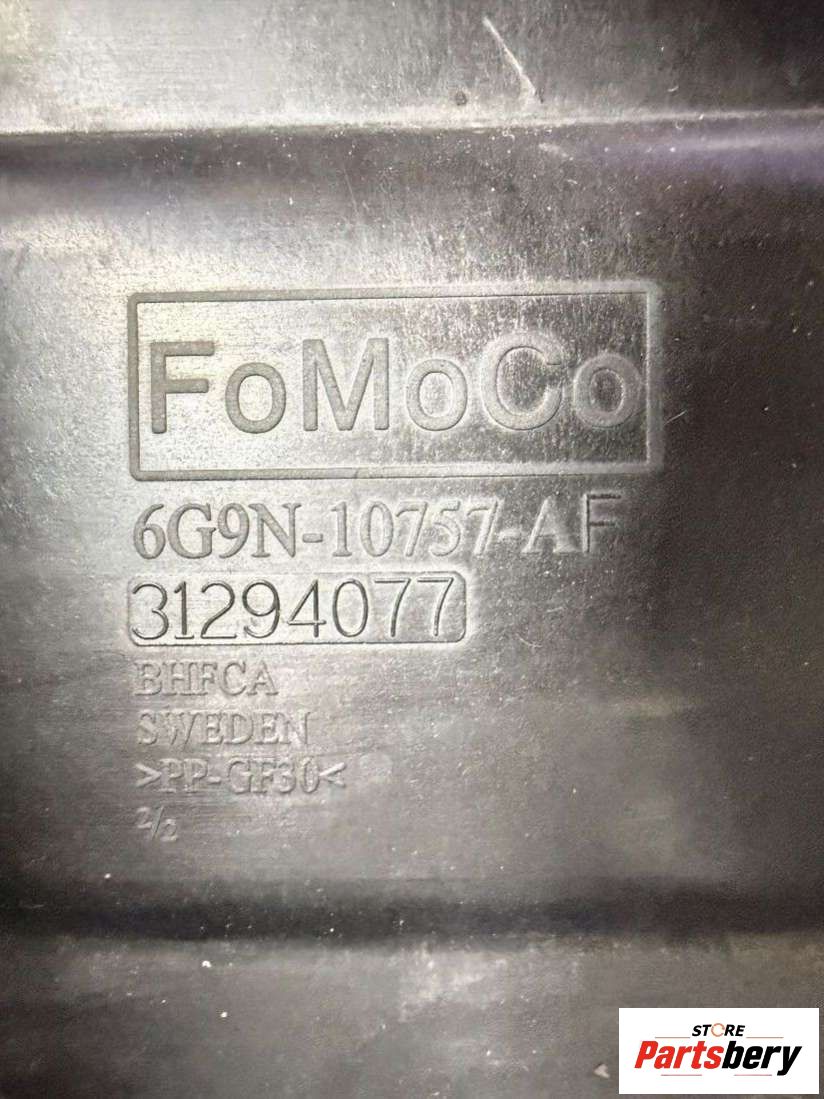 FoMoCo
6G9N-10757-AF
31294077
BHFCA
SWEDEN
>PP-GF30<
2/2
STORE
Partsbery